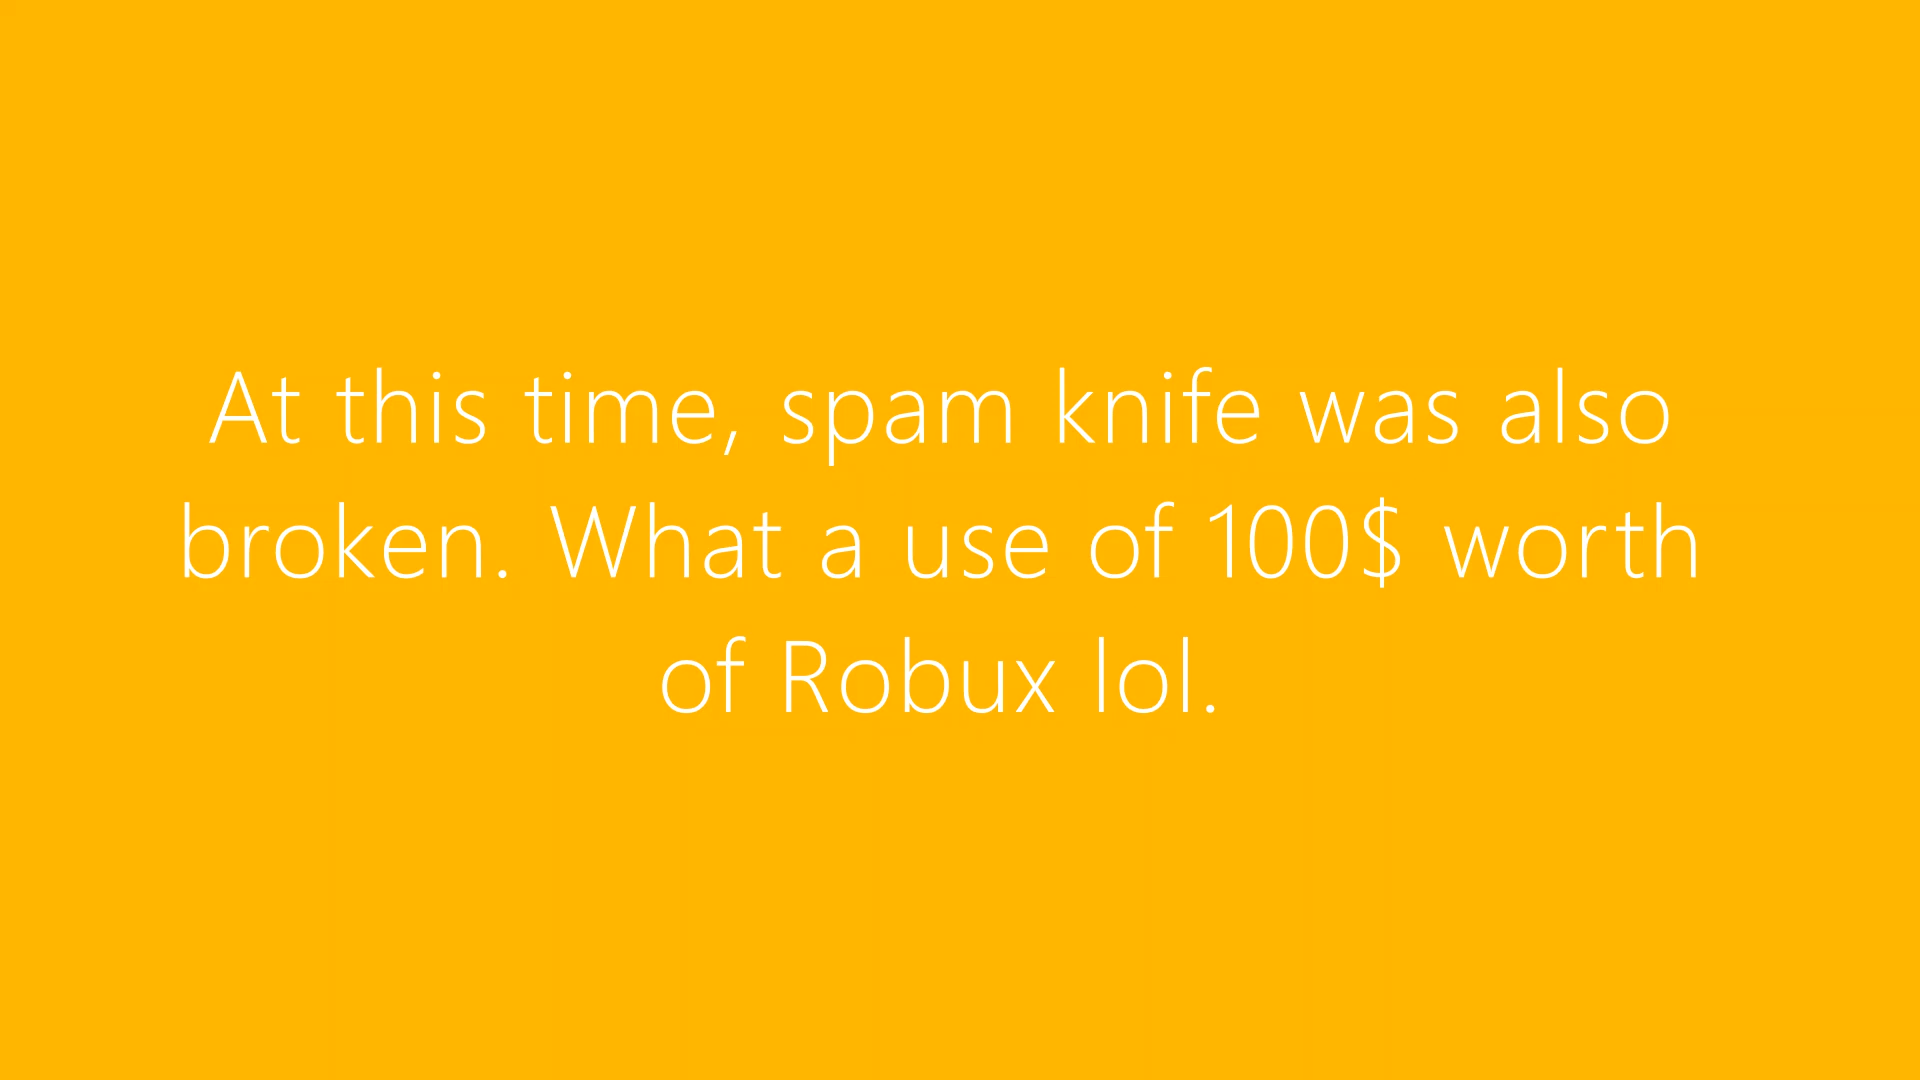 At this time, spam knife was also
broken. What a use of 100$ worth
of Robux lol.